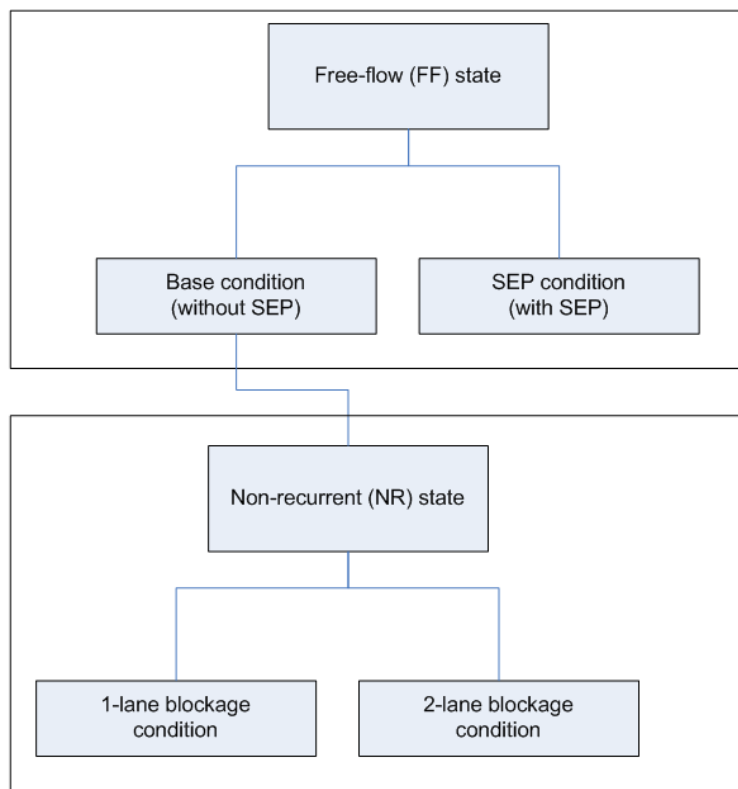 Free-flow (FF) state
Base condition
(without SEP)
SEP condition
(with SEP)
Non-recurrent (NR) state
1-lane blockage
condition
2-lane blockage
condition